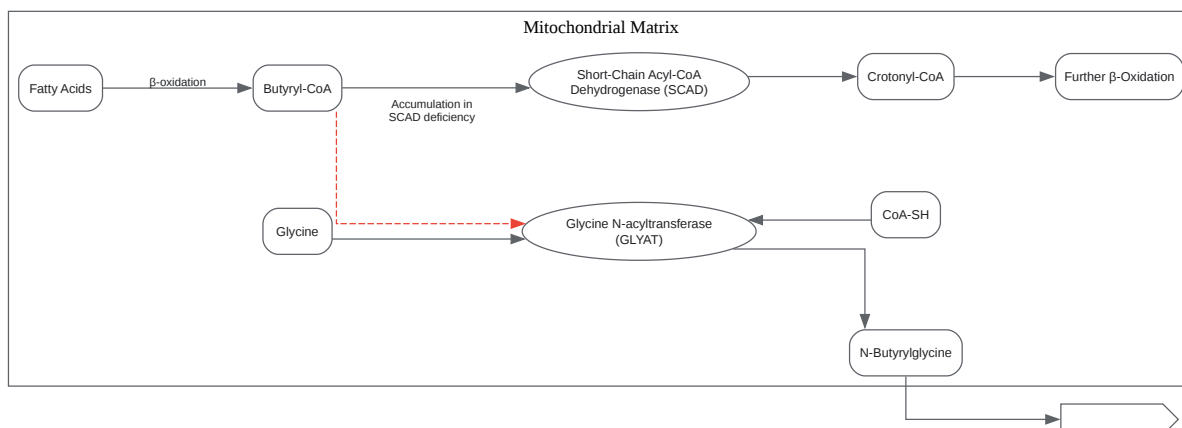 Mitochondrial Matrix
Fatty Acids
β-oxidation
Butyryl-CoA
Accumulation in
SCAD deficiency
Short-Chain Acyl-CoA
Dehydrogenase (SCAD)
Crotonyl-CoA
Further β-Oxidation
Glycine
Glycine N-acyltransferase
(GLYAT)
CoA-SH
N-Butyrylglycine